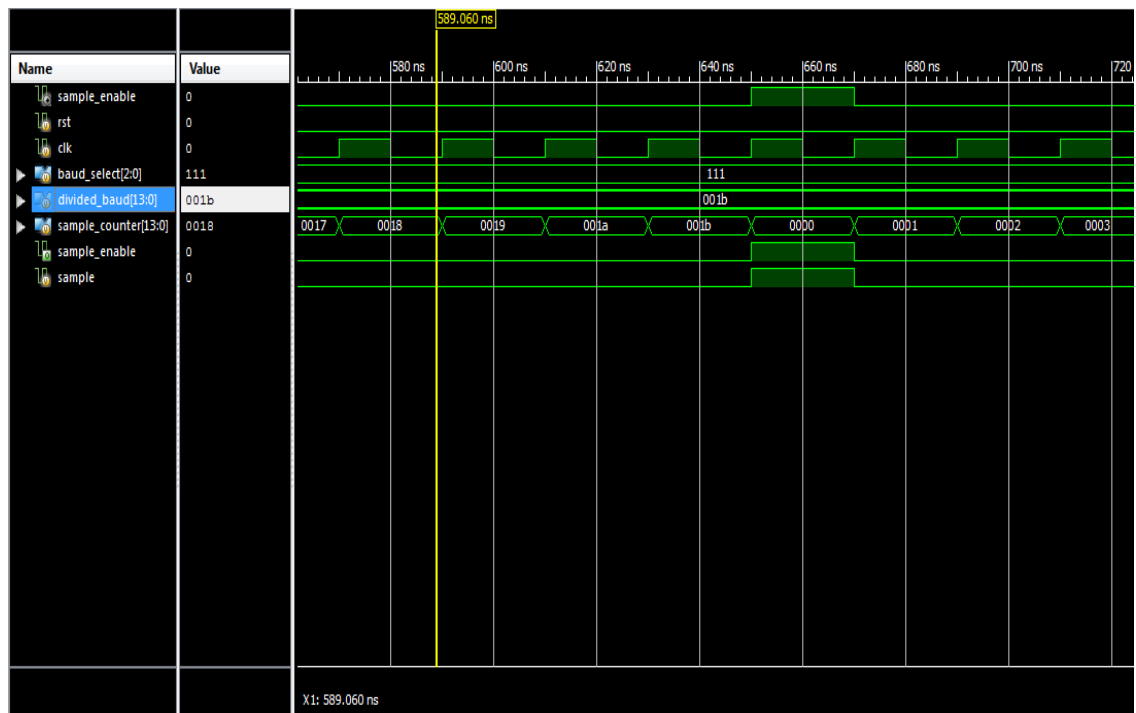 589.060 ns
Name Value
580 ns 600 ns 620 ns 640 ns 660 ns 680 ns 700 ns 720
sample_enable 0
rst 0
clk 0
baud_select[2:0] 111 111
divided_baud[13:0] 001b 001b
sample_counter[13:0] 0018 0017 0018 0019 001a 001b 0000 0001 0002 0003
sample_enable 0
sample 0
X1: 589.060 ns